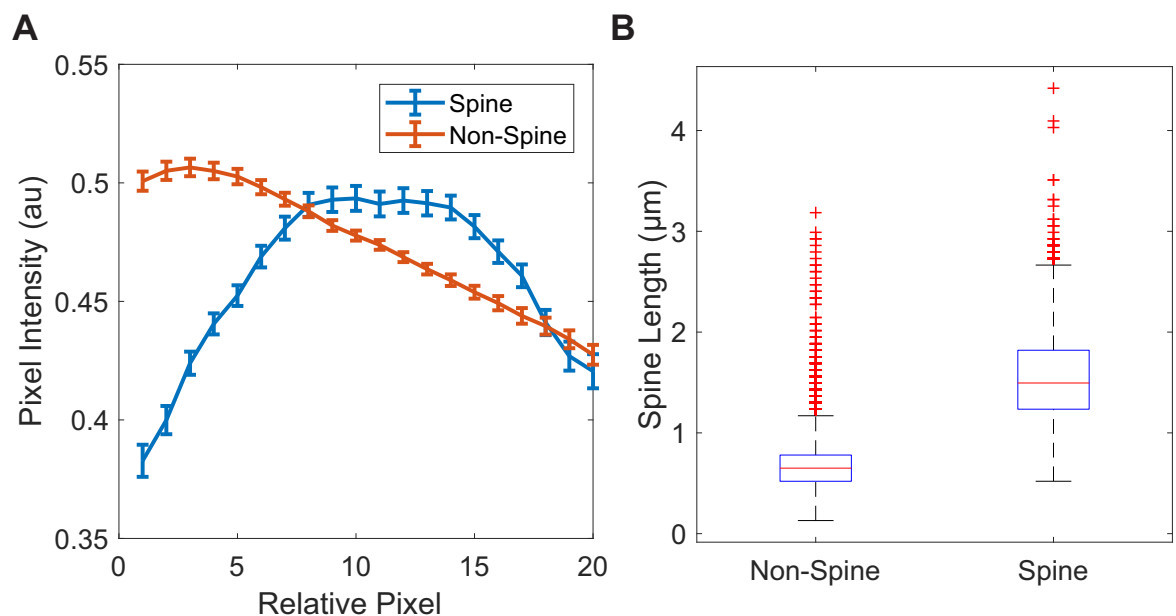 A
B
0.55
0.5
0.45
0.4
0.35
Pixel Intensity (au)
Spine
Non-Spine
0
5
10
15
20
Relative Pixel
4
3
2
1
0
Spine Length (µm)
Non-Spine
Spine